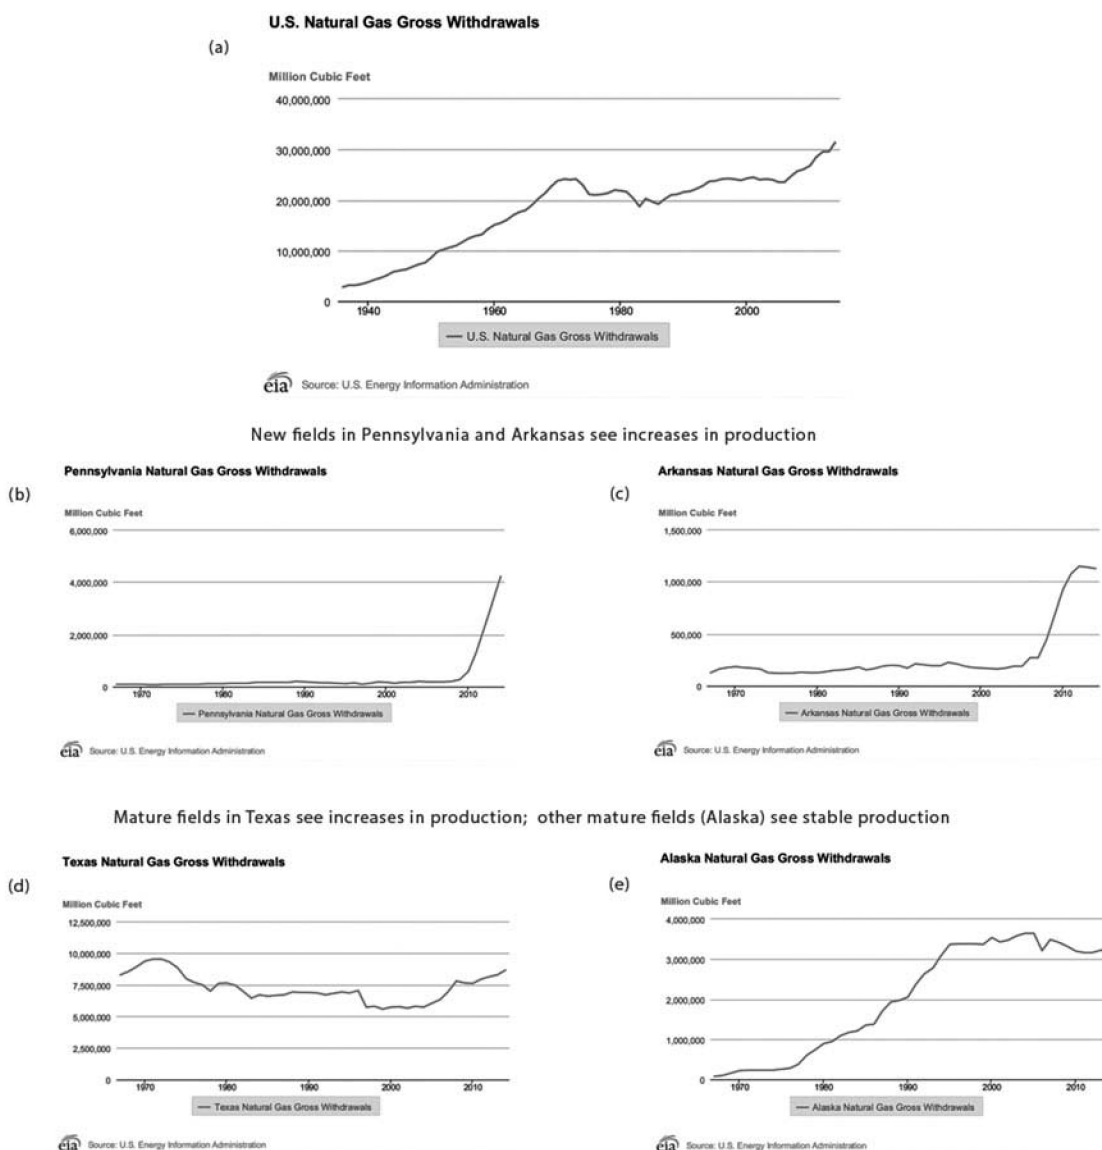 U.S. Natural Gas Gross Withdrawals
(a)
Million Cubic Feet
40,000,000
30,000,000
20,000,000
10,000,000
0
1940 1960 1980 2000
U.S. Natural Gas Gross Withdrawals
eia Source: U.S. Energy Information Administration
New fields in Pennsylvania and Arkansas see increases in production
Pennsylvania Natural Gas Gross Withdrawals
(b)
Million Cubic Feet
6,000,000
4,000,000
2,000,000
0
1970 1980 1990 2000 2010
Pennsylvania Natural Gas Gross Withdrawals
eia Source: U.S. Energy Information Administration
Arkansas Natural Gas Gross Withdrawals
(c)
Million Cubic Feet
1,500,000
1,000,000
500,000
0
1970 1980 1990 2000 2010
Arkansas Natural Gas Gross Withdrawals
eia Source: U.S. Energy Information Administration
Mature fields in Texas see increases in production; other mature fields (Alaska) see stable production
Texas Natural Gas Gross Withdrawals
(d)
Million Cubic Feet
12,500,000
10,000,000
7,500,000
5,000,000
2,500,000
0
1970 1980 1990 2000 2010
Texas Natural Gas Gross Withdrawals
eia Source: U.S. Energy Information Administration
Alaska Natural Gas Gross Withdrawals
(e)
Million Cubic Feet
4,000,000
3,000,000
2,000,000
1,000,000
0
1970 1980 1990 2000 2010
Alaska Natural Gas Gross Withdrawals
eia Source: U.S. Energy Information Administration